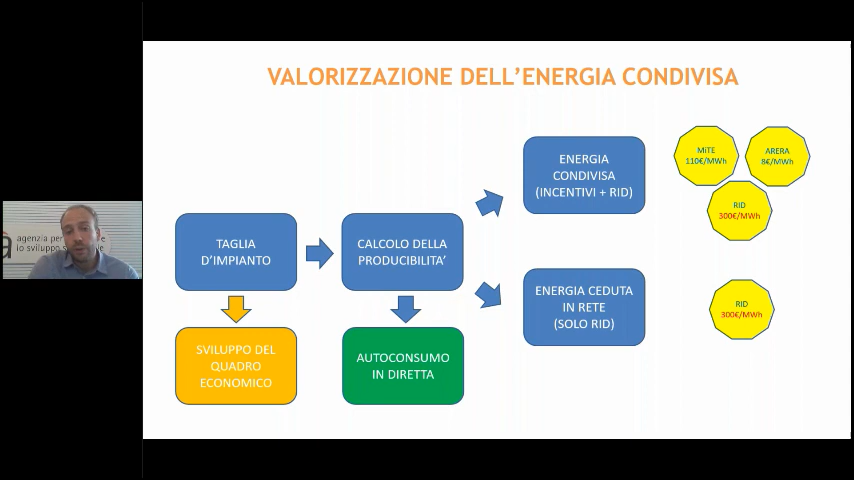 VALORIZZAZIONE DELL'ENERGIA CONDIVISA
TAGLIA
D'IMPIANTO
CALCOLO DELLA
PRODUCIBILITA'
ENERGIA
CONDIVISA
(INCENTIVI + RID)
MiTE
110€/MWh
ARERA
8€/MWh
RID
300€/MWh
ENERGIA CEDUTA
IN RETE
(SOLO RID)
RID
300€/MWh
SVILUPPO DEL
QUADRO
ECONOMICO
AUTOCONSUMO
IN DIRETTA
agenzia per
lo sviluppo